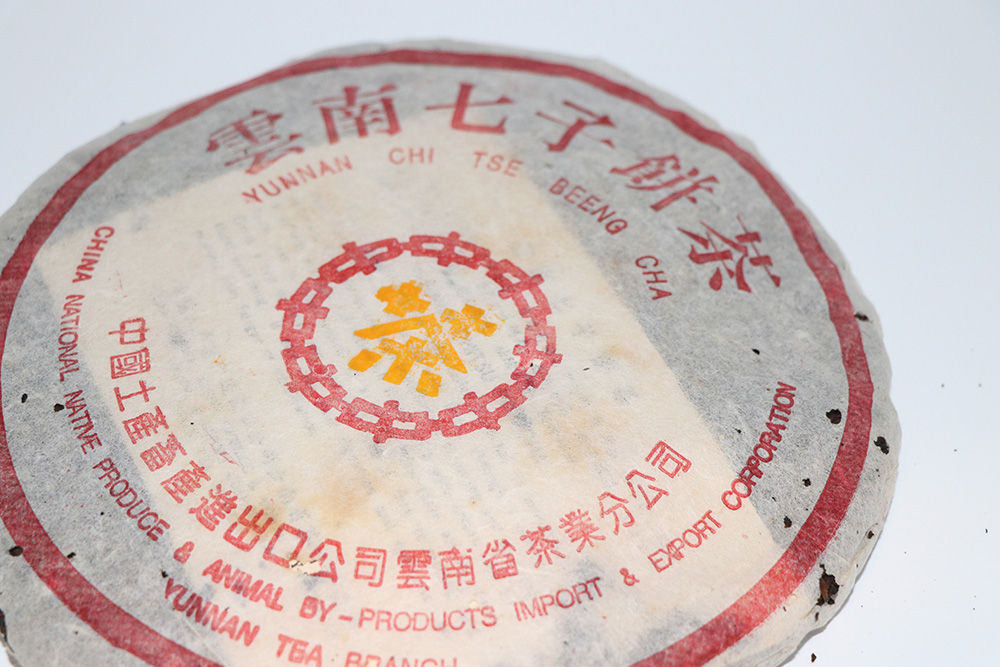 雲南七子餅茶
YUNNAN CHI TSE BEENG CHA
茶
中國土產畜產進出口公司雲南省茶業分公司
CHINA NATIONAL NATIVE PRODUCE & ANIMAL BY-PRODUCTS IMPORT & EXPORT CORPORATION
YUNNAN TEA BRANCH